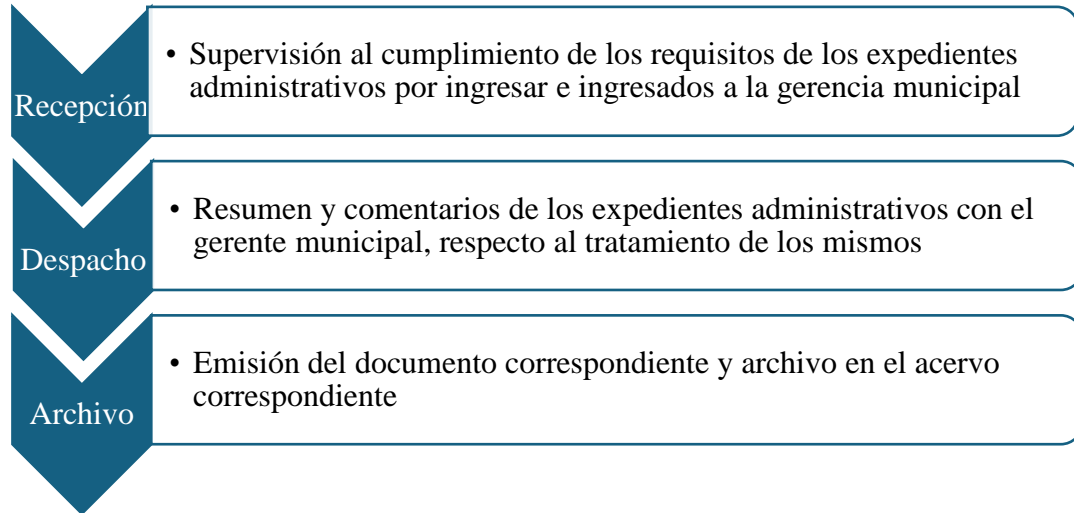 Recepción
• Supervisión al cumplimiento de los requisitos de los expedientes
administrativos por ingresar e ingresados a la gerencia municipal
Despacho
• Resumen y comentarios de los expedientes administrativos con el
gerente municipal, respecto al tratamiento de los mismos
Archivo
• Emisión del documento correspondiente y archivo en el acervo
correspondiente